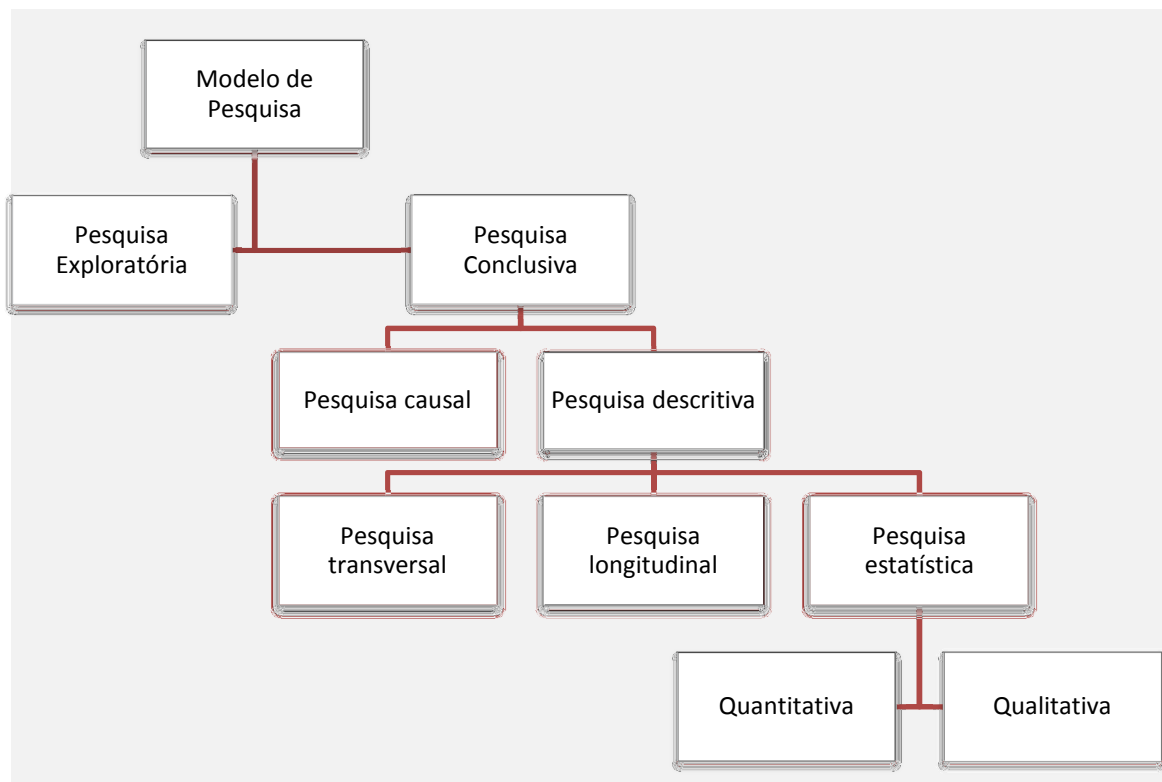 Modelo de
Pesquisa
Pesquisa
Exploratória
Pesquisa
Conclusiva
Pesquisa causal
Pesquisa descritiva
Pesquisa
transversal
Pesquisa
longitudinal
Pesquisa
estatística
Quantitativa
Qualitativa